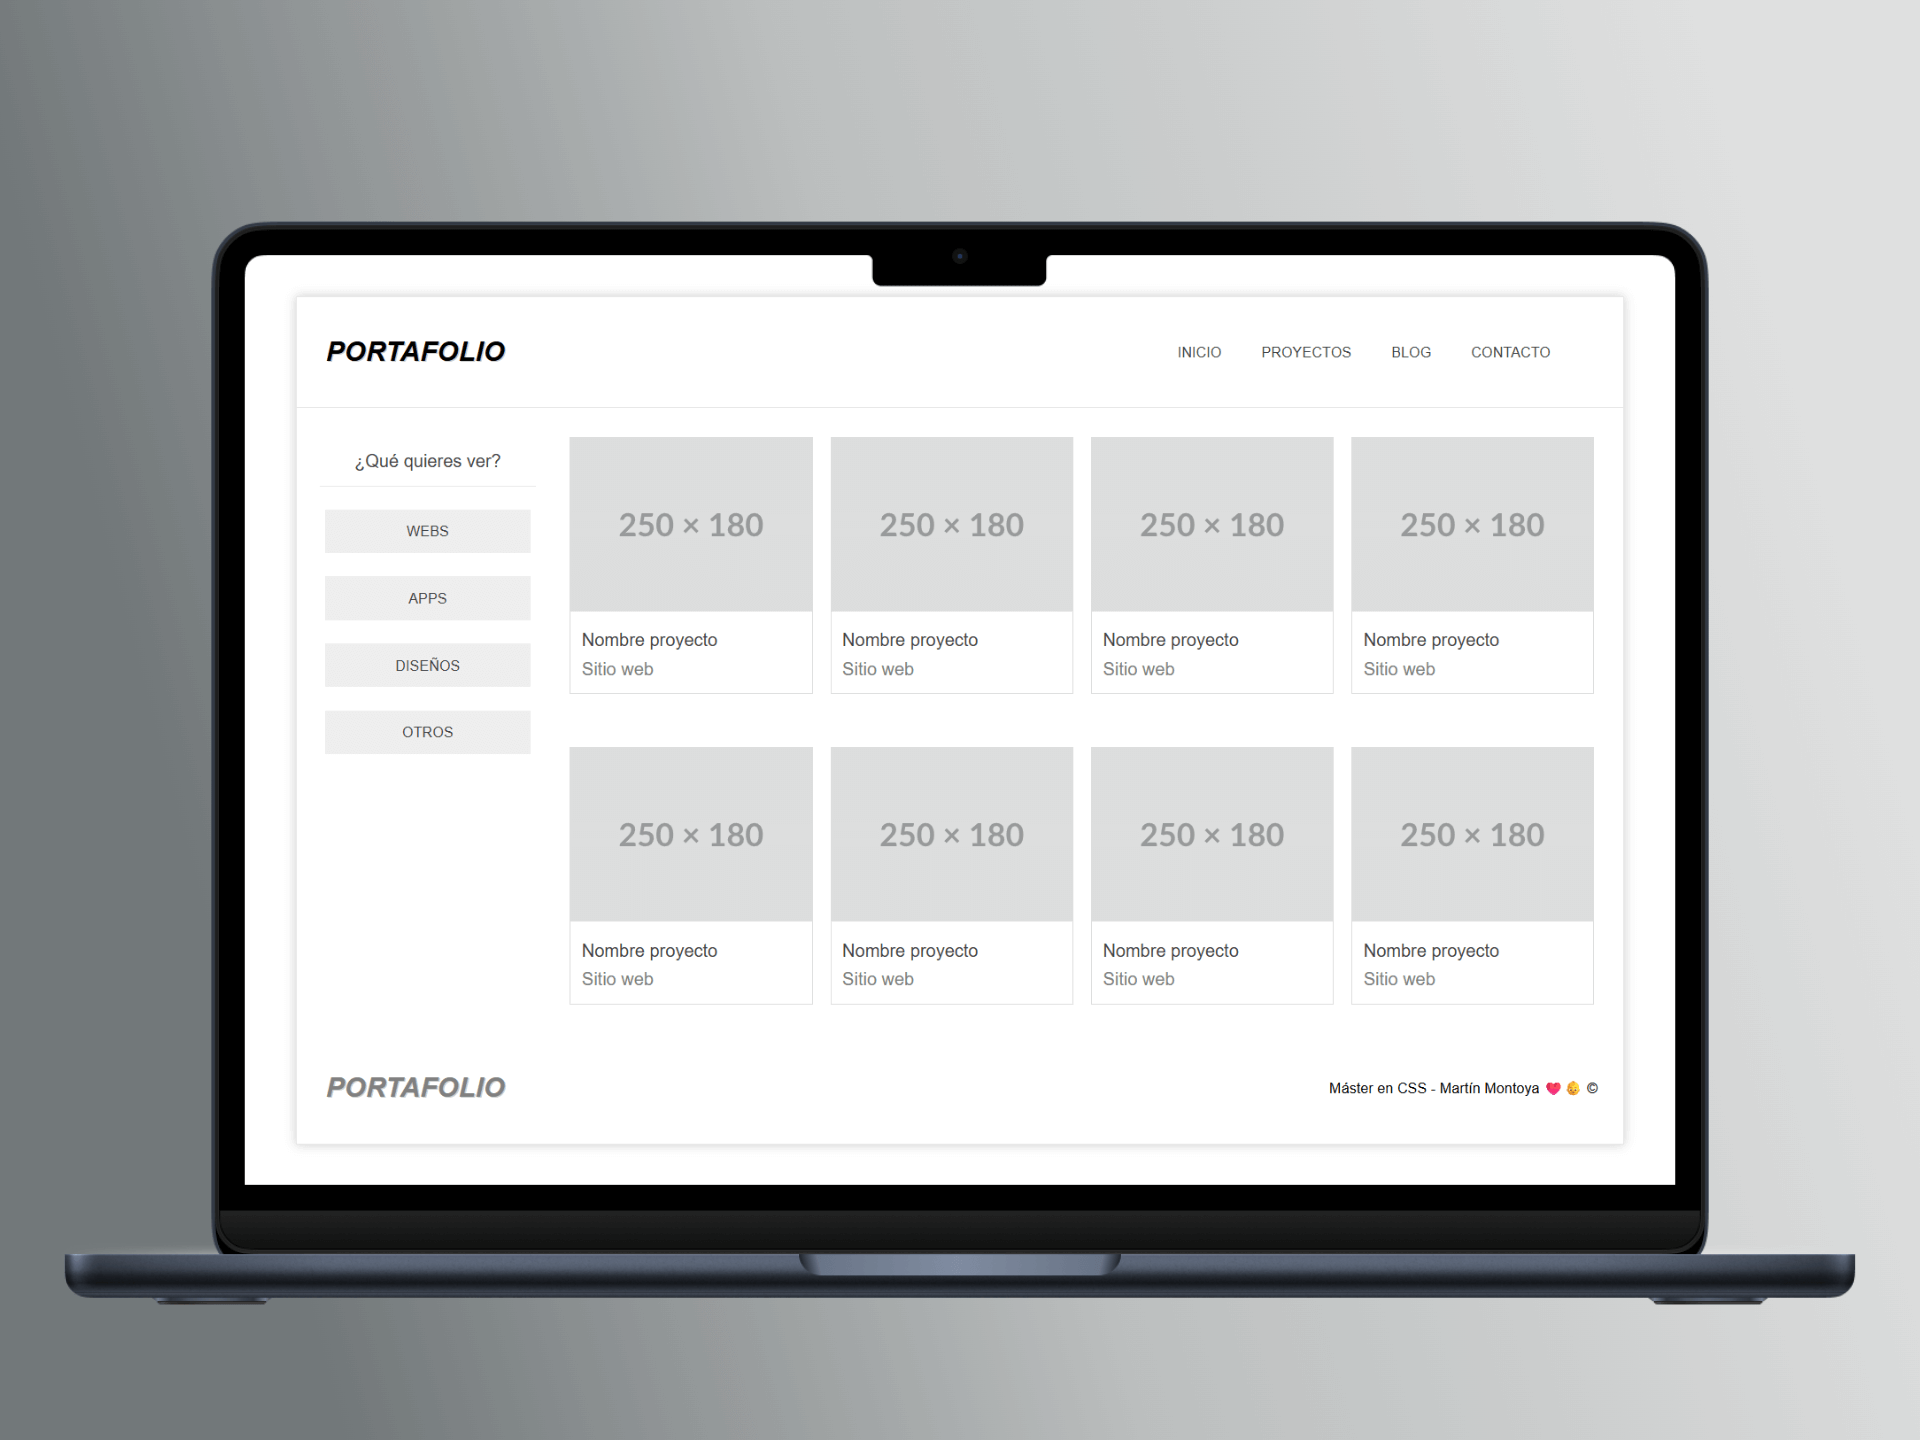 PORTAFOLIO
INICIO PROYECTOS BLOG CONTACTO
¿Qué quieres ver?
WEBS
APPS
DISEÑOS
OTROS
250 × 180 250 × 180 250 × 180 250 × 180
Nombre proyecto Nombre proyecto Nombre proyecto Nombre proyecto
Sitio web Sitio web Sitio web Sitio web
250 × 180 250 × 180 250 × 180 250 × 180
Nombre proyecto Nombre proyecto Nombre proyecto Nombre proyecto
Sitio web Sitio web Sitio web Sitio web
PORTAFOLIO
Máster en CSS - Martín Montoya ❤️ 👶 ©